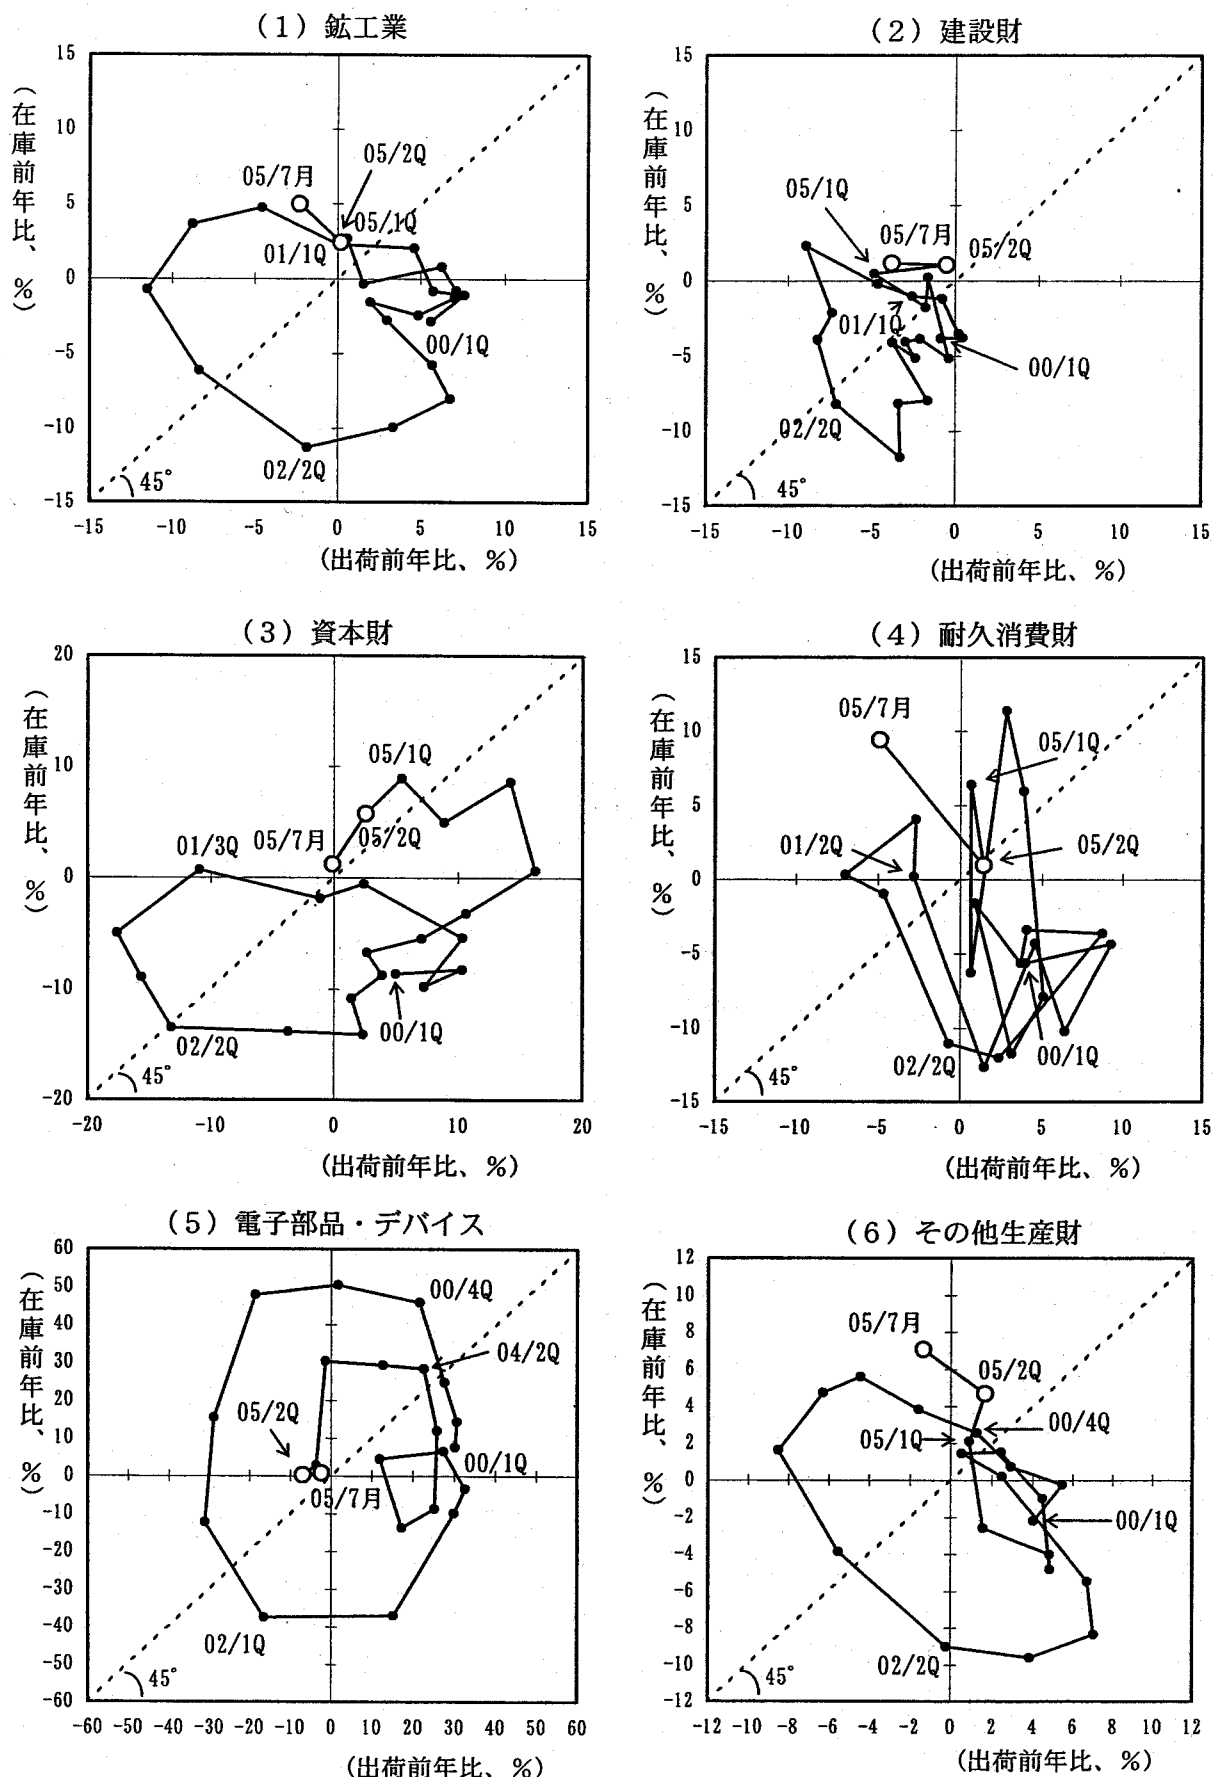 (1) 鉱工業
(在庫前年比、%)
15
10
5
0
-5
-10
-15
05/2Q
05/7月
05/1Q
01/1Q
00/1Q
02/2Q
45°
-15 -10 -5 0 5 10 15
(出荷前年比、%)
(2) 建設財
(在庫前年比、%)
15
10
5
0
-5
-10
-15
05/1Q
05/7月
05/2Q
01/1Q
00/1Q
02/2Q
45°
-15 -10 -5 0 5 10 15
(出荷前年比、%)
(3) 資本財
(在庫前年比、%)
20
10
0
-10
-20
05/1Q
05/7月
05/2Q
01/3Q
00/1Q
02/2Q
45°
-20 -10 0 10 20
(出荷前年比、%)
(4) 耐久消費財
(在庫前年比、%)
15
10
5
0
-5
-10
-15
05/7月
05/1Q
01/2Q
05/2Q
00/1Q
02/2Q
45°
-15 -10 -5 0 5 10 15
(出荷前年比、%)
(5) 電子部品・デバイス
(在庫前年比、%)
60
50
40
30
20
10
0
-10
-20
-30
-40
-50
-60
00/4Q
04/2Q
05/2Q
00/1Q
05/7月
02/1Q
45°
-60 -50 -40 -30 -20 -10 0 10 20 30 40 50 60
(出荷前年比、%)
(6) その他生産財
(在庫前年比、%)
12
10
8
6
4
2
0
-2
-4
-6
-8
-10
-12
05/7月
05/2Q
00/4Q
05/1Q
00/1Q
02/2Q
45°
-12 -10 -8 -6 -4 -2 0 2 4 6 8 10 12
(出荷前年比、%)